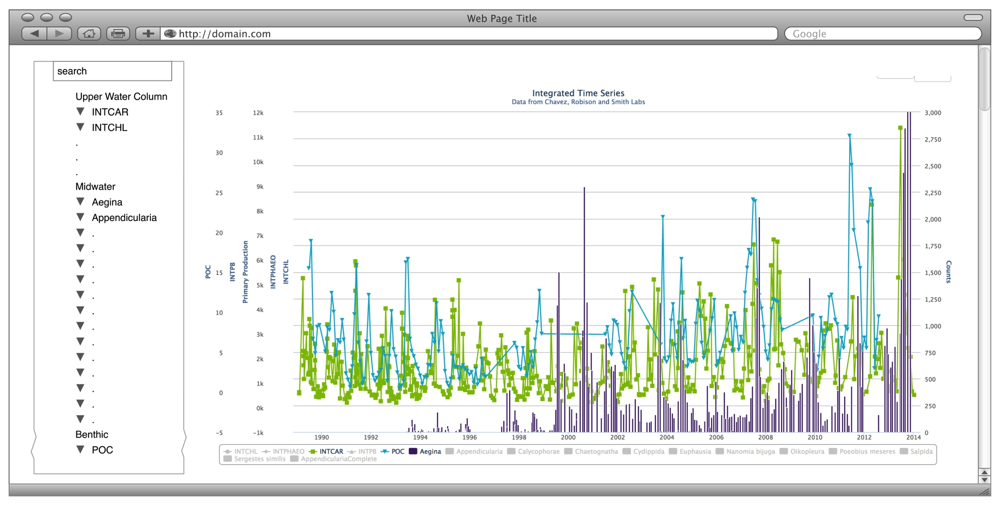 Web Page Title
http://domain.com
Google
search
Upper Water Column
INTCAR
INTCHL
.
.
.
Midwater
Aegina
Appendicularia
.
.
.
.
.
.
.
.
.
.
.
.
.
Benthic
POC
Integrated Time Series
Data from Chavez, Robison and Smith Labs
35
30
25
20
15
10
5
0
-5
POC
INTPB
Primary Production
12k
11k
10k
9k
8k
7k
6k
5k
4k
3k
2k
1k
0k
-1k
INTPHAEO
INTCHL
3,000
2,750
2,500
2,250
2,000
1,750
1,500
1,250
1,000
750
500
250
0
Counts
1990 1992 1994 1996 1998 2000 2002 2004 2006 2008 2010 2012 2014
INTCHL INTPHAEO INTCAR INTPB POC Aegina Appendicularia Calycophorae Chaetognatha Cydippida Euphausia Nanomia bijuga Oikopleura Poeobius meseres Salpida
Sergestes similis AppendiculariaComplete